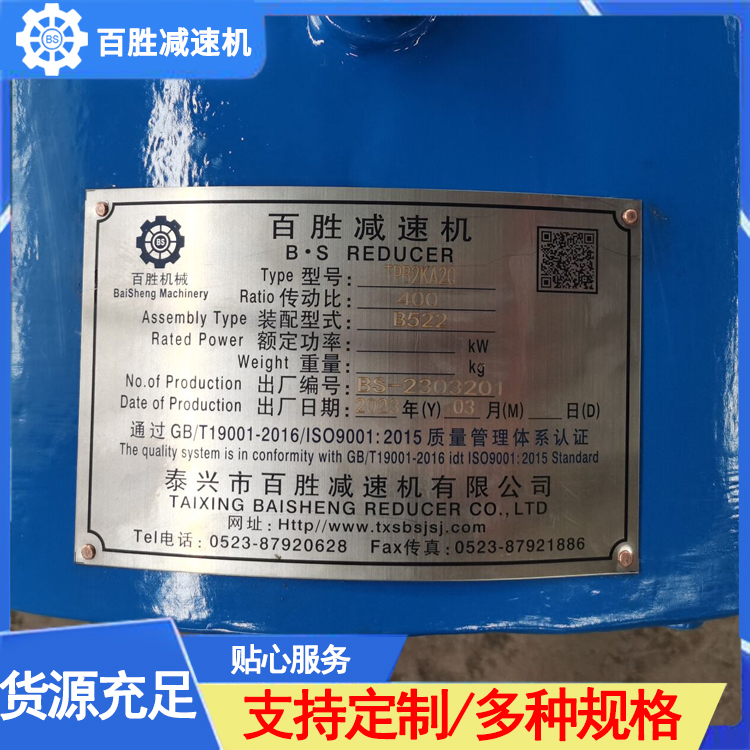 BS 百胜减速机
百胜减速机
B·S REDUCER
BS
百胜机械
BaiSheng Machinery
Type 型号:
Ratio 传动比: 400
Assembly Type 装配型式: B522
Rated Power 额定功率: kW
Weight 重量: kg
No.of Production 出厂编号: BS-2303201
Date of Production 出厂日期: 2023 年(Y) 03 月(M) 日(D)
通过GB/T19001-2016/ISO9001:2015质量管理体系认证
The quality system is in conformity with GB/T19001-2016 idt ISO9001:2015 Standard
泰兴市百胜减速机有限公司
TAIXING BAISHENG REDUCER CO.,LTD
网址: Http//www.txsbsjsj.com
Tel电话: 0523-87920628 Fax传真: 0523-87921886
贴心服务
货源充足
支持定制/多种规格